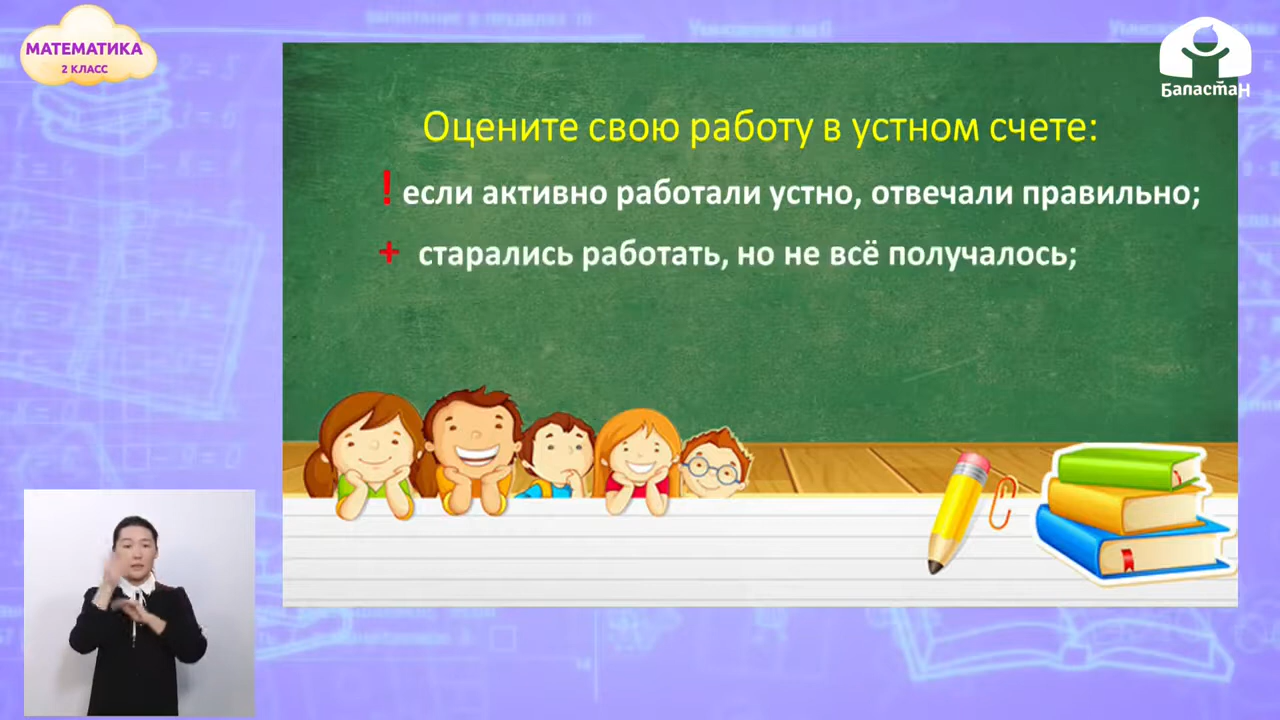 МАТЕМАТИКА
2 КЛАСС
БаластаН
Оцените свою работу в устном счете:
! если активно работали устно, отвечали правильно;
+ старались работать, но не всё получалось;